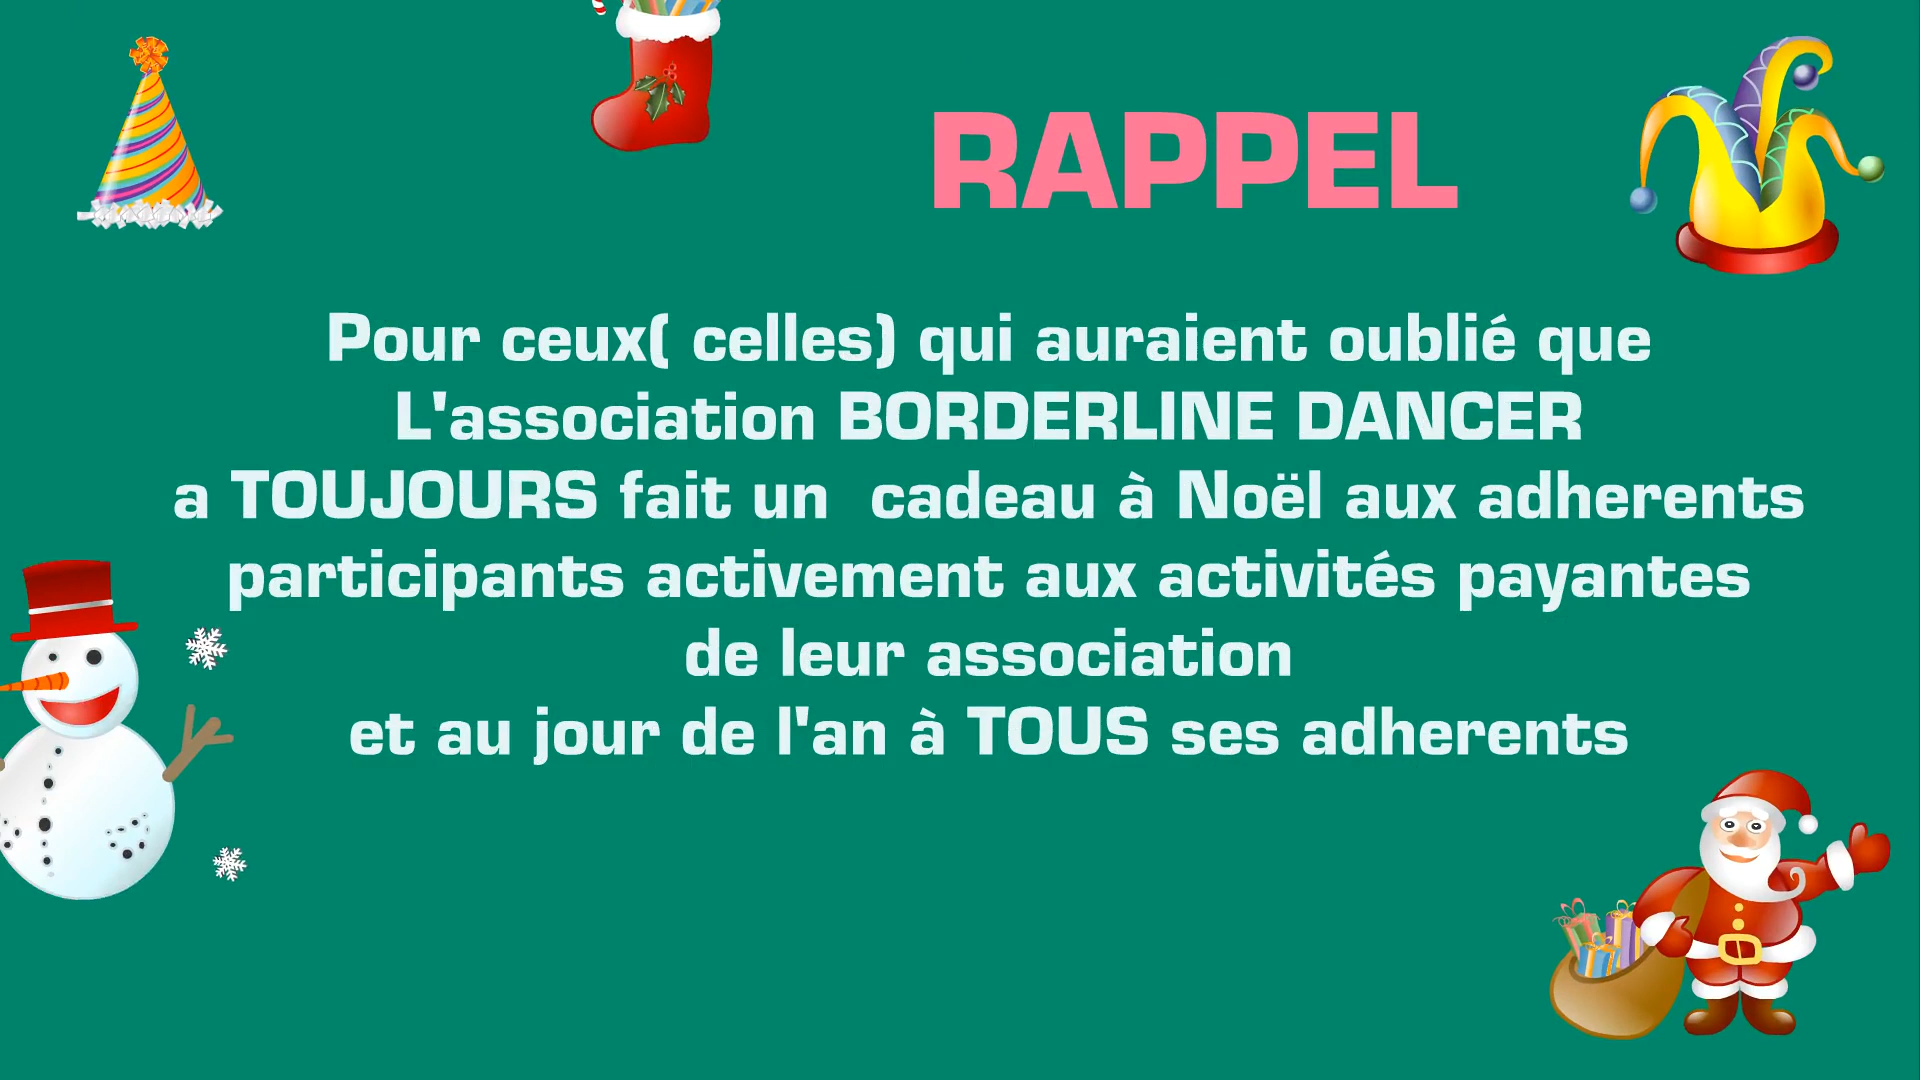 RAPPEL
Pour ceux( celles) qui auraient oublié que
L'association BORDERLINE DANCER
a TOUJOURS fait un  cadeau à Noël aux adherents
participants activement aux activités payantes
de leur association
et au jour de l'an à TOUS ses adherents